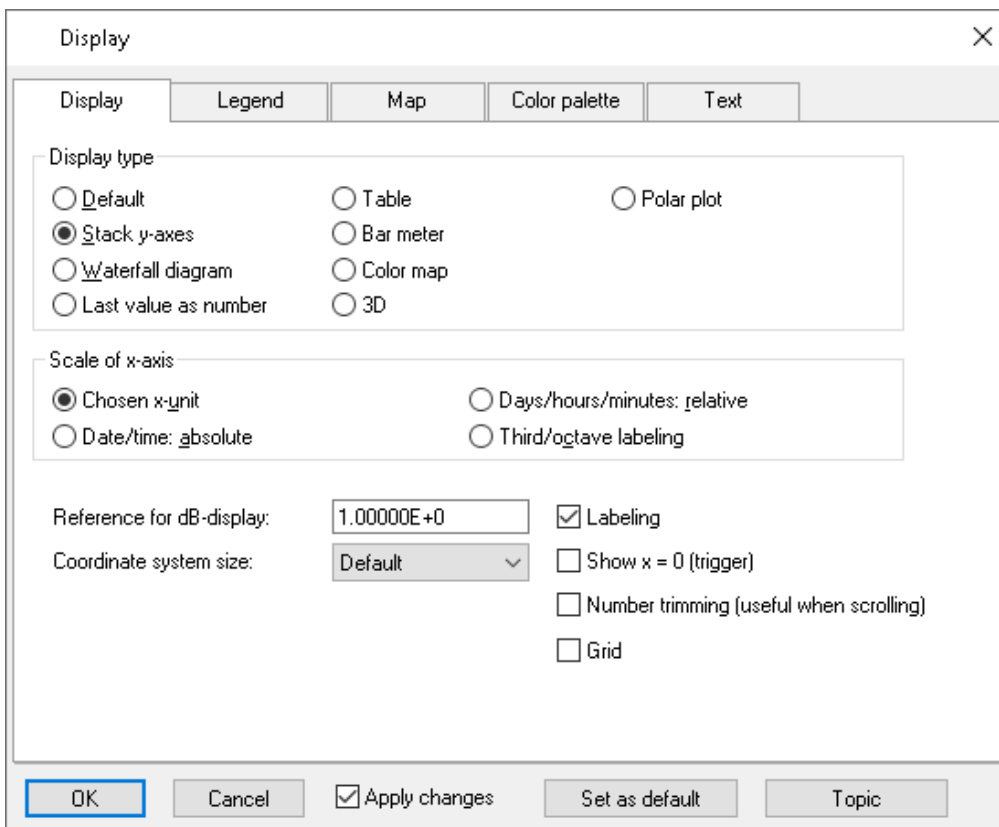 Display
Display Legend Map Color palette Text
Display type
Default Table Polar plot
Stack y-axes Bar meter
Waterfall diagram Color map
Last value as number 3D
Scale of x-axis
Chosen x-unit Days/hours/minutes: relative
Date/time: absolute Third/octave labeling
Reference for dB-display: 1.00000E+0 Labeling
Coordinate system size: Default Show x = 0 (trigger)
Number trimming (useful when scrolling)
Grid
OK Cancel Apply changes Set as default Topic